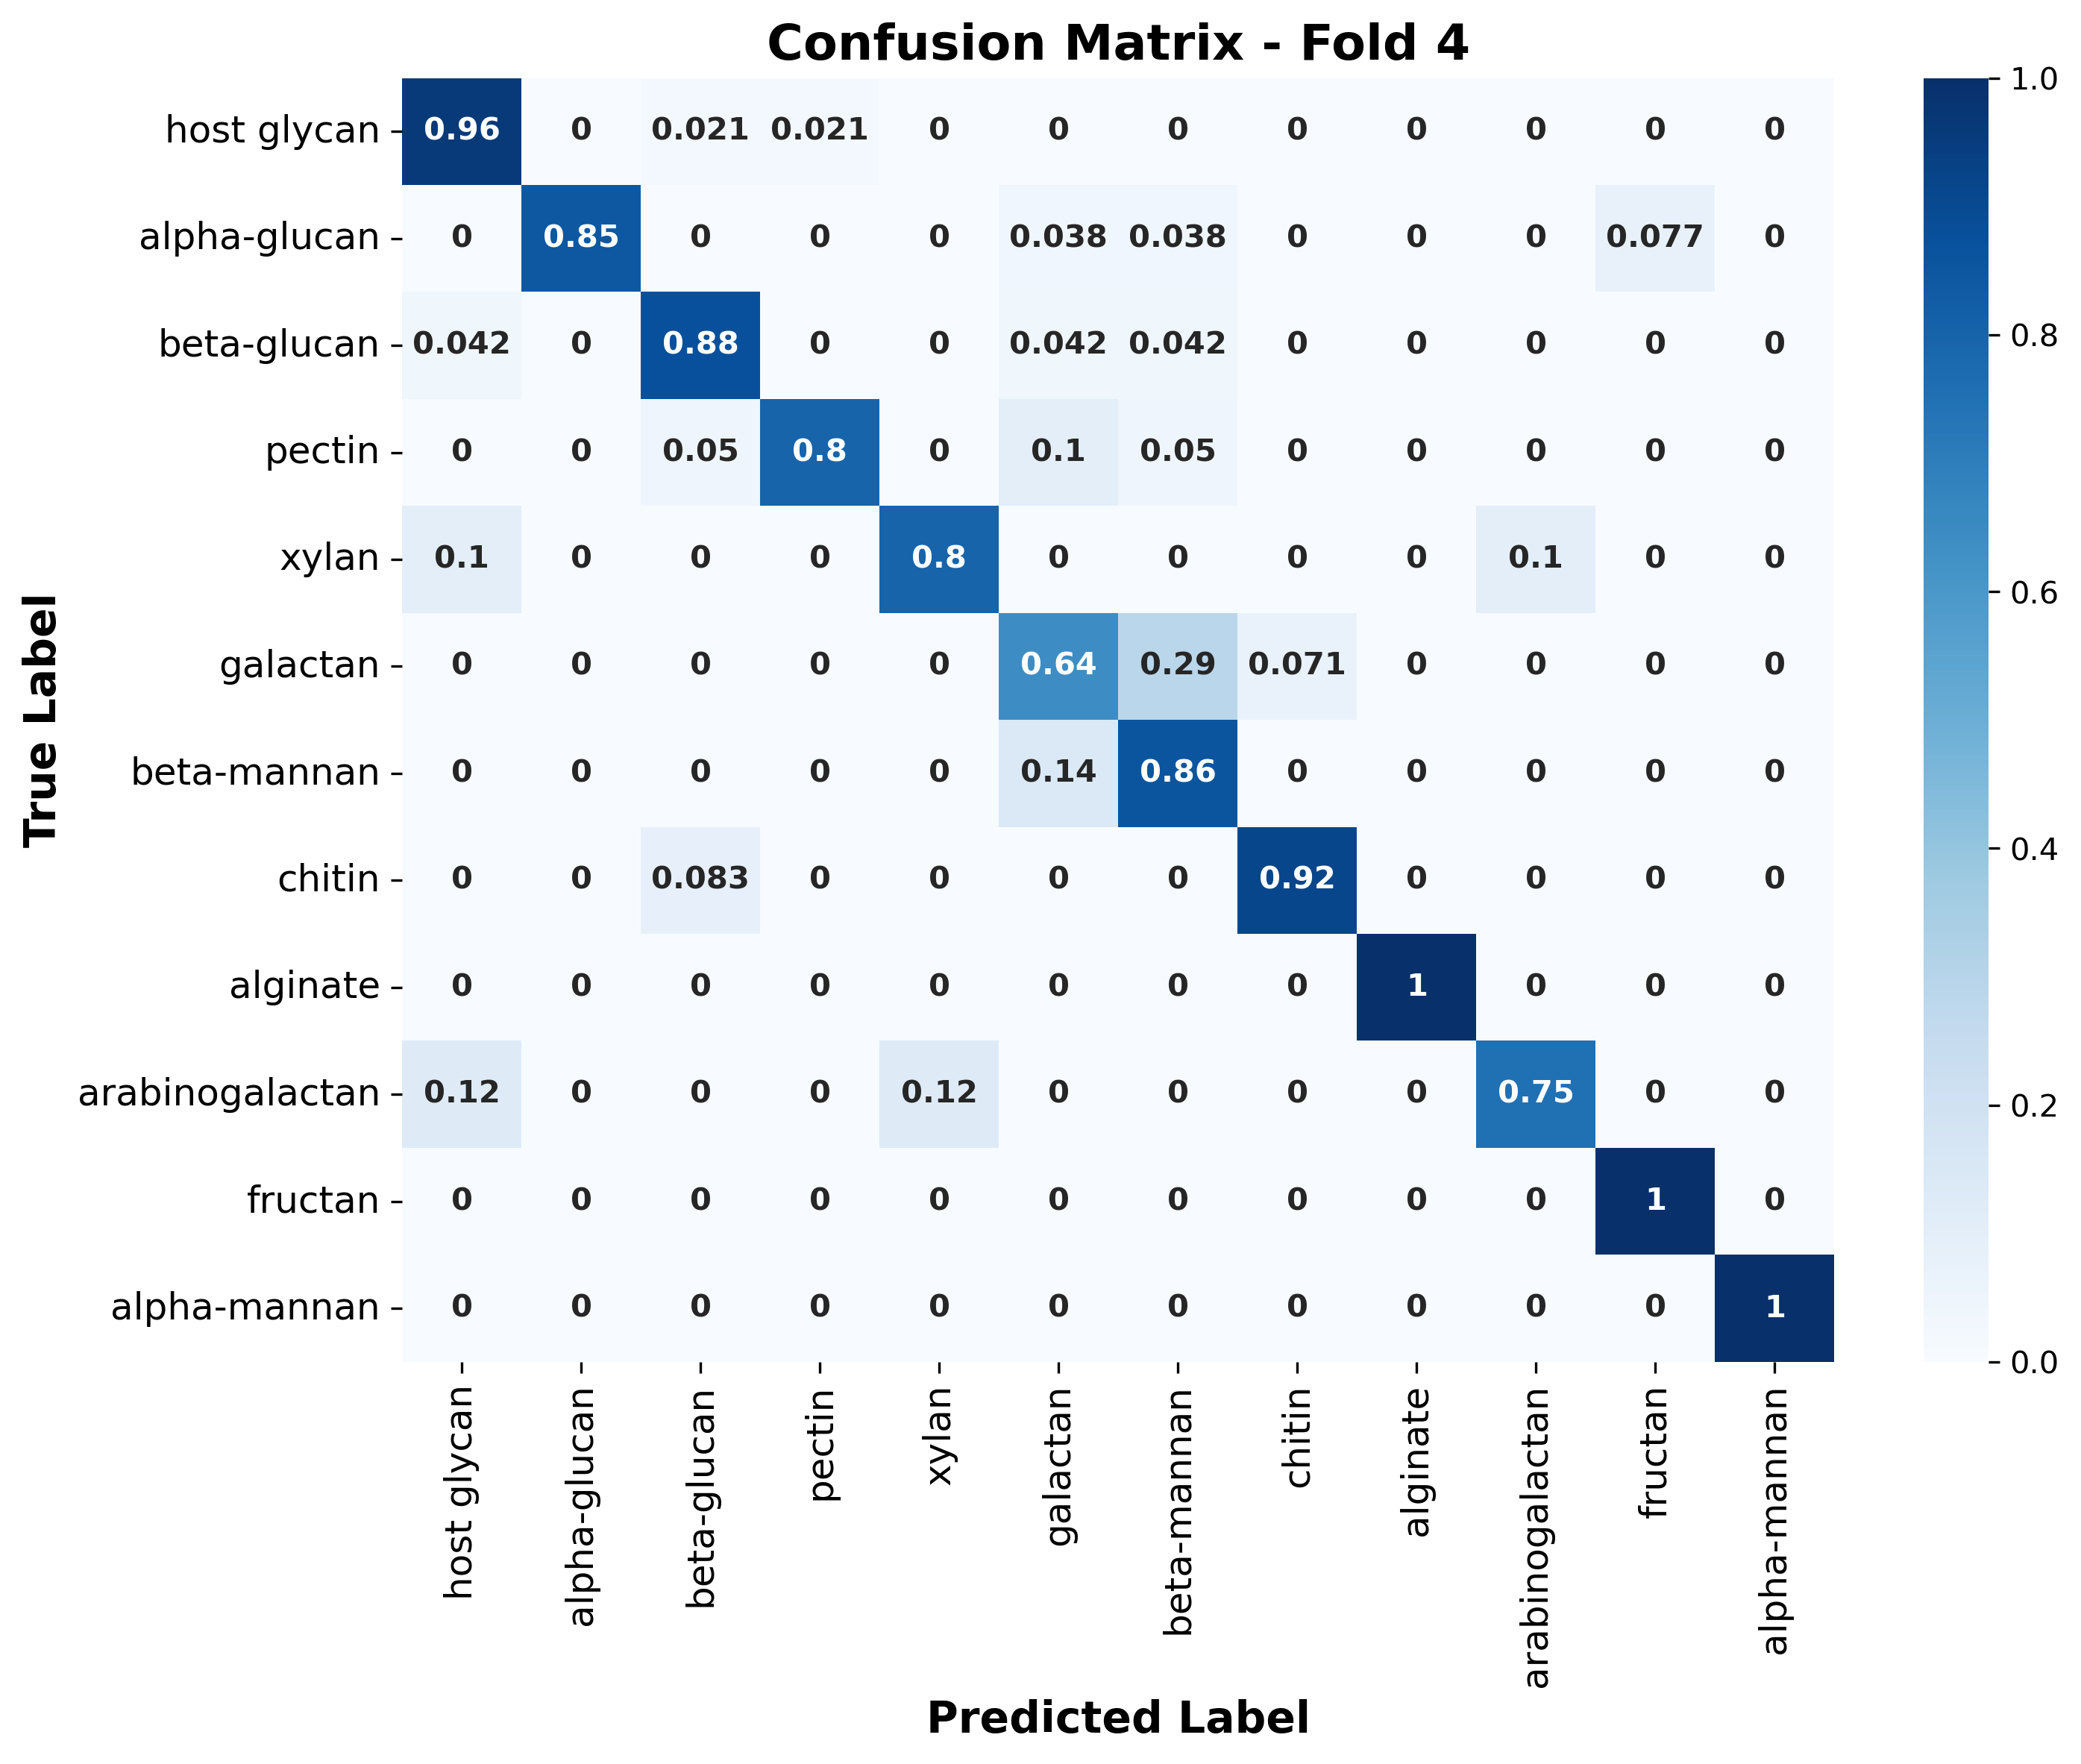 Confusion Matrix - Fold 4
True Label
host glycan 0.96 0 0.021 0.021 0 0 0 0 0 0 0 0
alpha-glucan 0 0.85 0 0 0 0.038 0.038 0 0 0 0.077 0
beta-glucan 0.042 0 0.88 0 0 0.042 0.042 0 0 0 0 0
pectin 0 0 0.05 0.8 0 0.1 0.05 0 0 0 0 0
xylan 0.1 0 0 0 0.8 0 0 0 0 0.1 0 0
galactan 0 0 0 0 0 0.64 0.29 0.071 0 0 0 0
beta-mannan 0 0 0 0 0 0.14 0.86 0 0 0 0 0
chitin 0 0 0.083 0 0 0 0 0.92 0 0 0 0
alginate 0 0 0 0 0 0 0 0 1 0 0 0
arabinogalactan 0.12 0 0 0 0.12 0 0 0 0 0.75 0 0
fructan 0 0 0 0 0 0 0 0 0 0 1 0
alpha-mannan 0 0 0 0 0 0 0 0 0 0 0 1
host glycan
alpha-glucan
beta-glucan
pectin
xylan
galactan
beta-mannan
chitin
alginate
arabinogalactan
fructan
alpha-mannan
Predicted Label
1.0
0.8
0.6
0.4
0.2
0.0